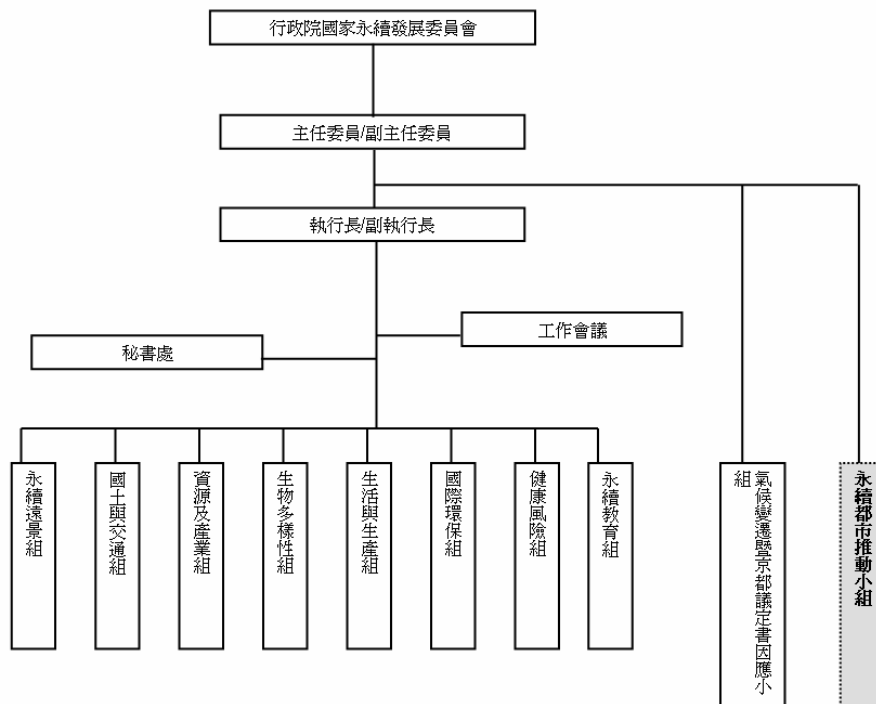 行政院國家永續發展委員會
主任委員/副主任委員
執行長/副執行長
工作會議
秘書處
永續遠景組
國土與交通組
資源及產業組
生物多樣性組
生活與生產組
國際環保組
健康風險組
永續教育組
氣候變遷暨京都議定書因應小
組
永續都市推動小組